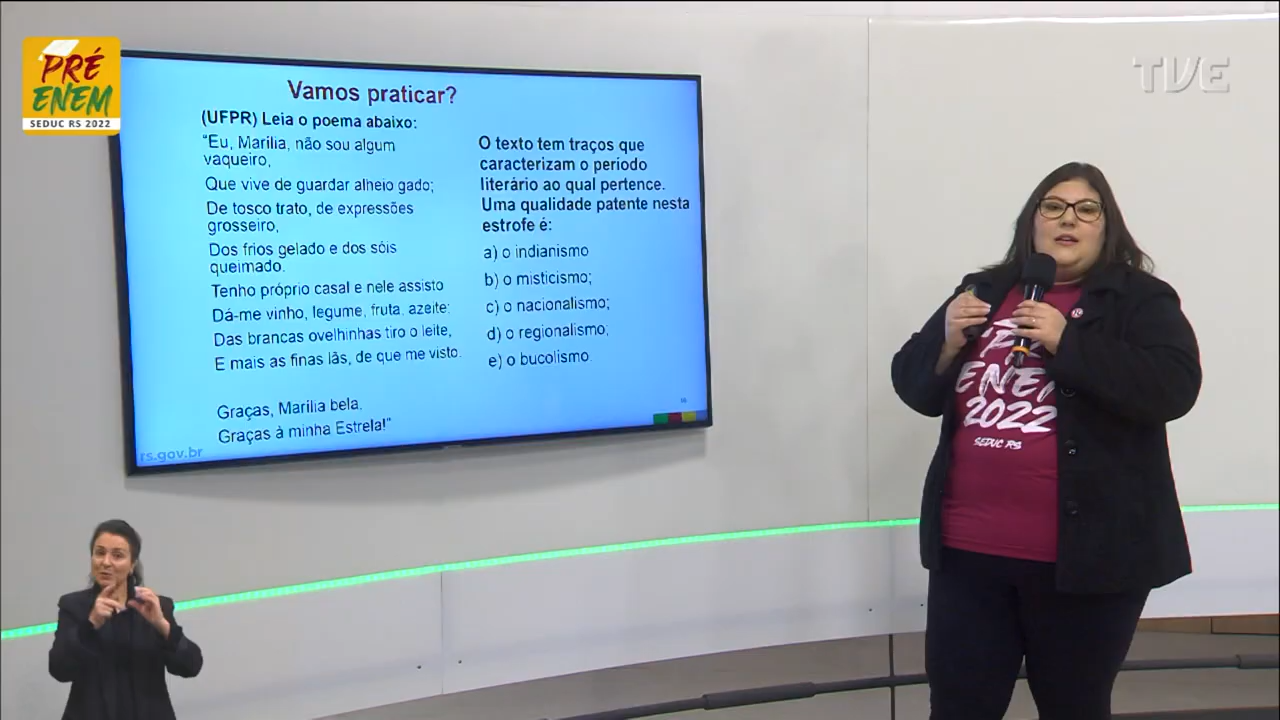 PRÉ
ENEM
SEDUC RS 2022
TVE
Vamos praticar?
(UFPR) Leia o poema abaixo:
"Eu, Marília, não sou algum
vaqueiro,
Que vive de guardar alheio gado;
De tosco trato, de expressões
grosseiro,
Dos frios gelado e dos sóis
queimado.
Tenho próprio casal e nele assisto
Dá-me vinho, legume, fruta, azeite:
Das brancas ovelhinhas tiro o leite,
E mais as finas lãs, de que me visto.
Graças, Marília bela.
Graças à minha Estrela!"
O texto tem traços que
caracterizam o período
literário ao qual pertence.
Uma qualidade patente nesta
estrofe é:
a) o indianismo
b) o misticismo;
c) o nacionalismo;
d) o regionalismo;
e) o bucolismo.
rs.gov.br
ENEM
2022
SEDUC RS